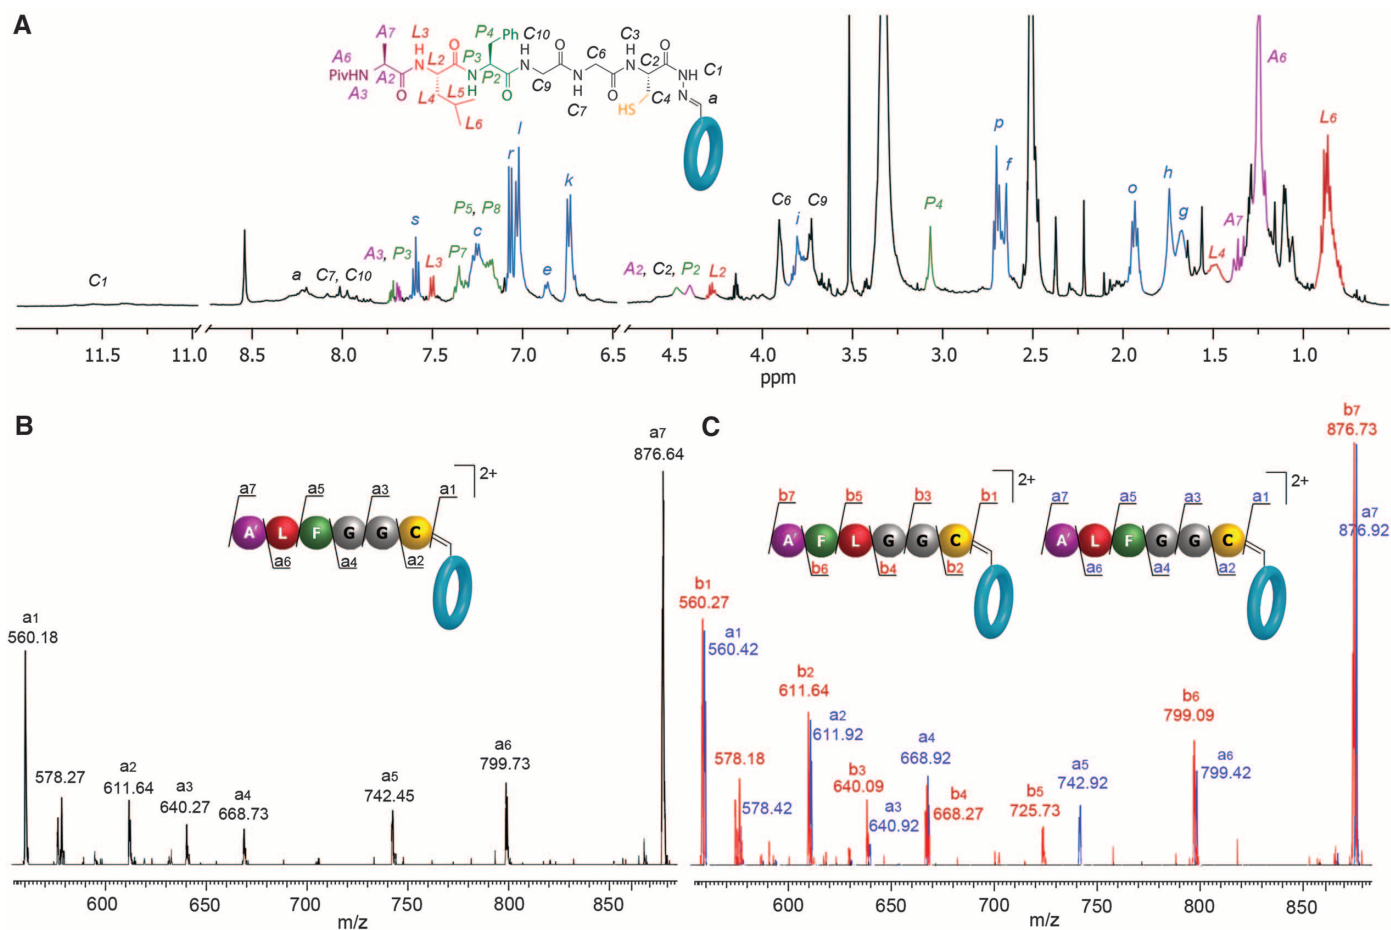 A
A7
L3
H
N
O
P4
Ph
P3
H
N
C10
H
N
O
C6
H
N
C3
H
N
O
C2
A6
PivHN
A2
A3
O
L2
L4
L5
L6
N
H
P2
O
C9
N
H
C7
O
C4
HS
NH
C1
N
a
C1
a
C7, C10
A3, P3
s
L3
P7
P5, P8
c
r
l
e
k
A2, C2, P2
L2
C6
i
C9
P4
p
f
o
h
g
L4
A7
A6
L6
11.5 11.0 8.5 8.0 7.5 7.0 6.5 4.5 4.0 3.5 3.0 2.5 2.0 1.5 1.0
ppm
B
a7
876.64
a7 a5 a3 a1
2+
A' L F G G C
a6 a4 a2
a1
560.18
578.27
a2
611.64
a3
640.27
a4
668.73
a5
742.45
a6
799.73
600 650 700 750 800 850
m/z
C
b7
876.73
a7
876.92
b7 b5 b3 b1
2+
A' F L G G C
b6 b4 b2
a7 a5 a3 a1
2+
A' L F G G C
a6 a4 a2
b1
560.27
a1
560.42
578.18
578.42
b2
611.64
a2
611.92
b3
640.09
a3
640.92
a4
668.92
b4
668.27
b5
725.73
a5
742.92
b6
799.09
a6
799.42
600 650 700 750 800 850
m/z